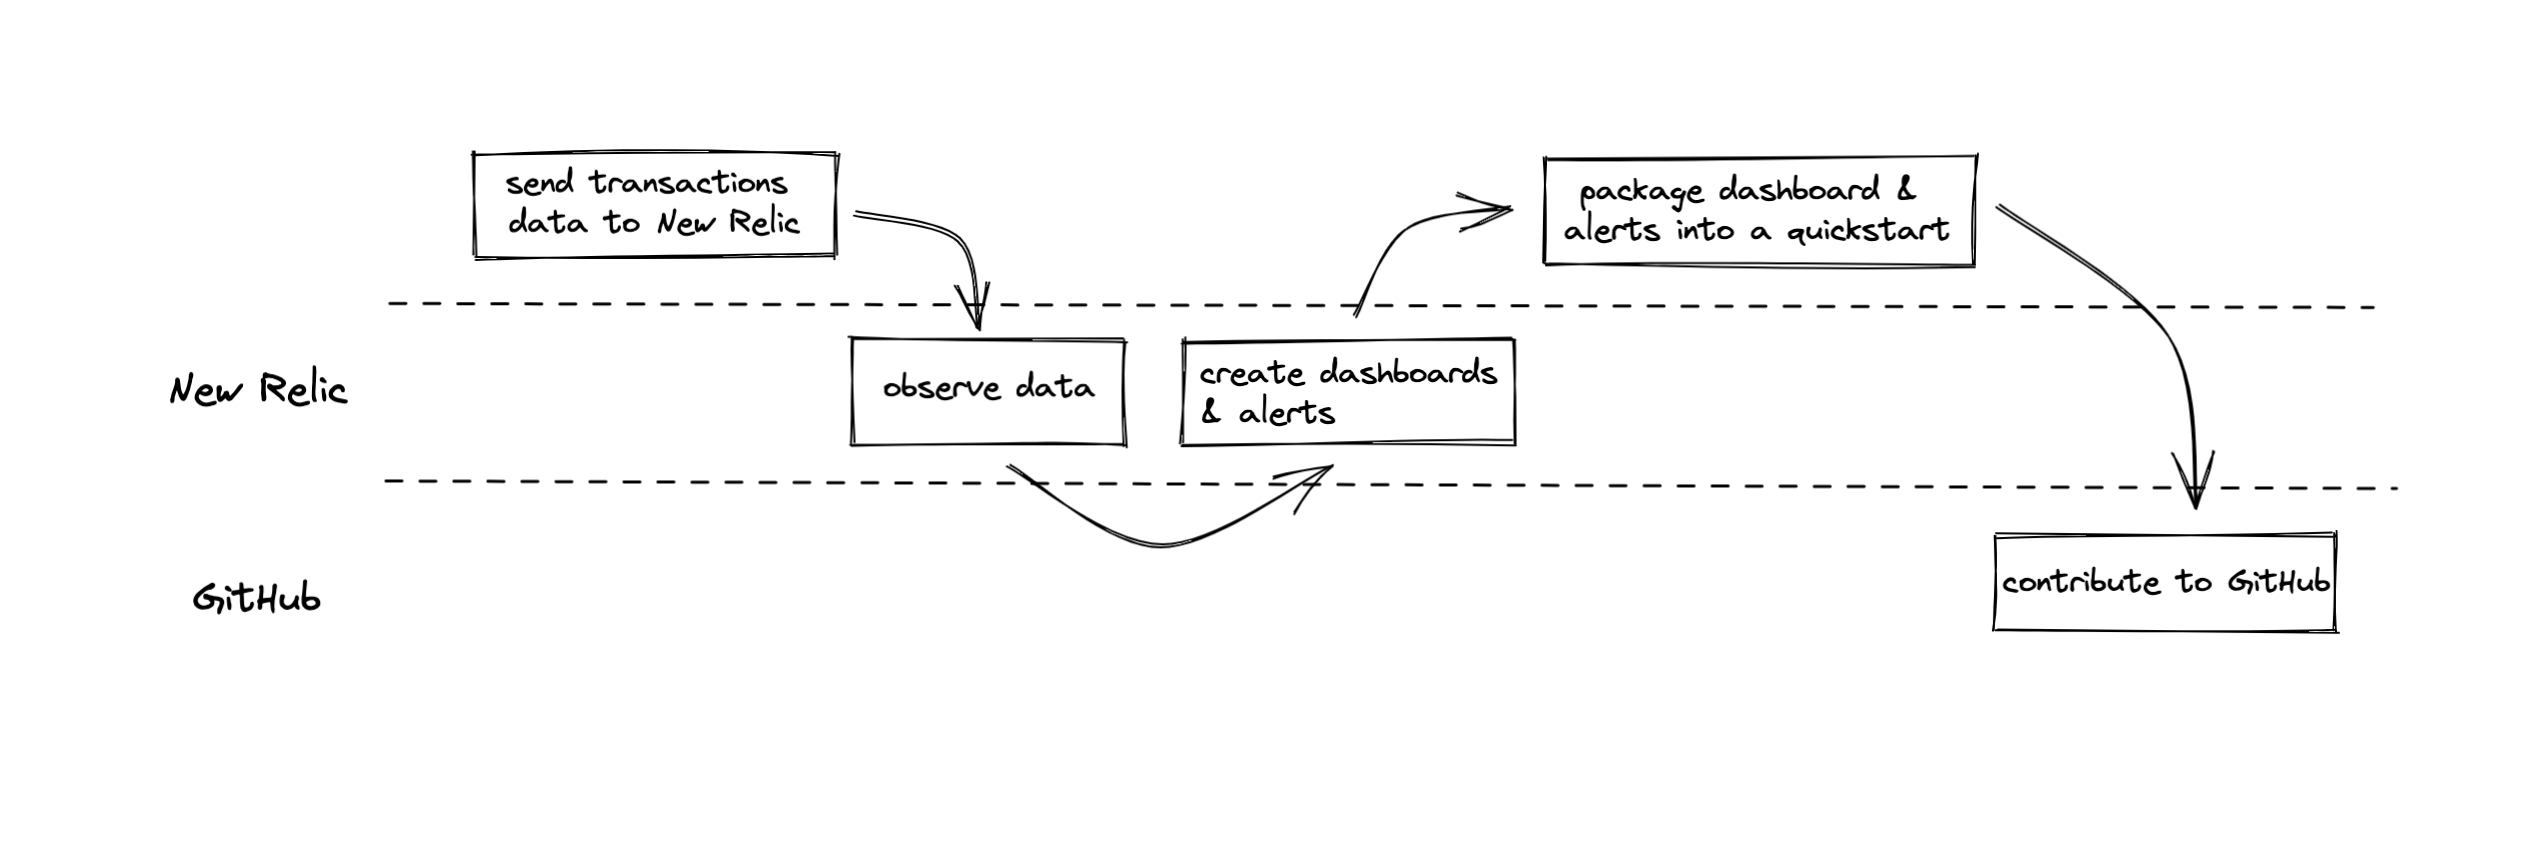 send transactions
data to New Relic
package dashboard &
alerts into a quickstart
New Relic
observe data
create dashboards
& alerts
GitHub
contribute to GitHub